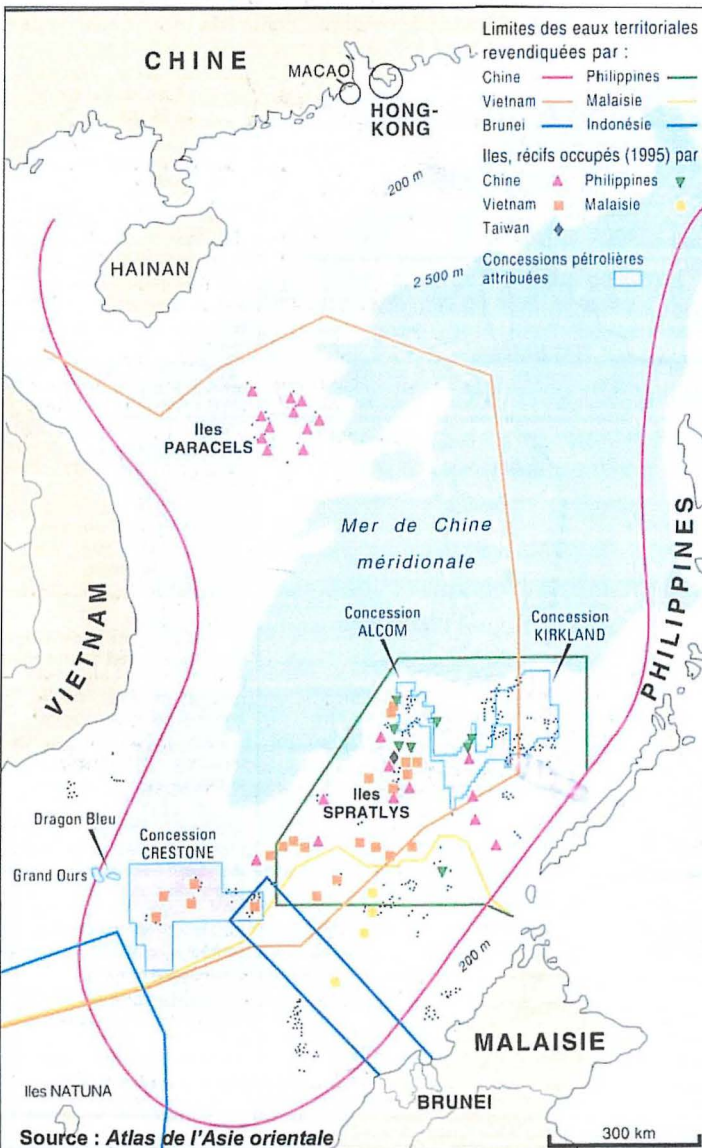 CHINE
MACAO
HONG-
KONG
200 m
Limites des eaux territoriales
revendiquées par :
Chine
Philippines
Vietnam
Malaisie
Brunei
Indonésie
Iles, récifs occupés (1995) par
Chine
Philippines
Vietnam
Malaisie
Taiwan
Concessions pétrolières
attribuées
HAINAN
2 500 m
Iles
PARACELS
Mer de Chine
méridionale
VIETNAM
PHILIPPINES
Concession
ALCOM
Concession
KIRKLAND
Iles
SPRATLYS
Dragon Bleu
Grand Ours
Concession
CRESTONE
200 m
MALAISIE
BRUNEI
Iles NATUNA
Source : Atlas de l'Asie orientale
300 km